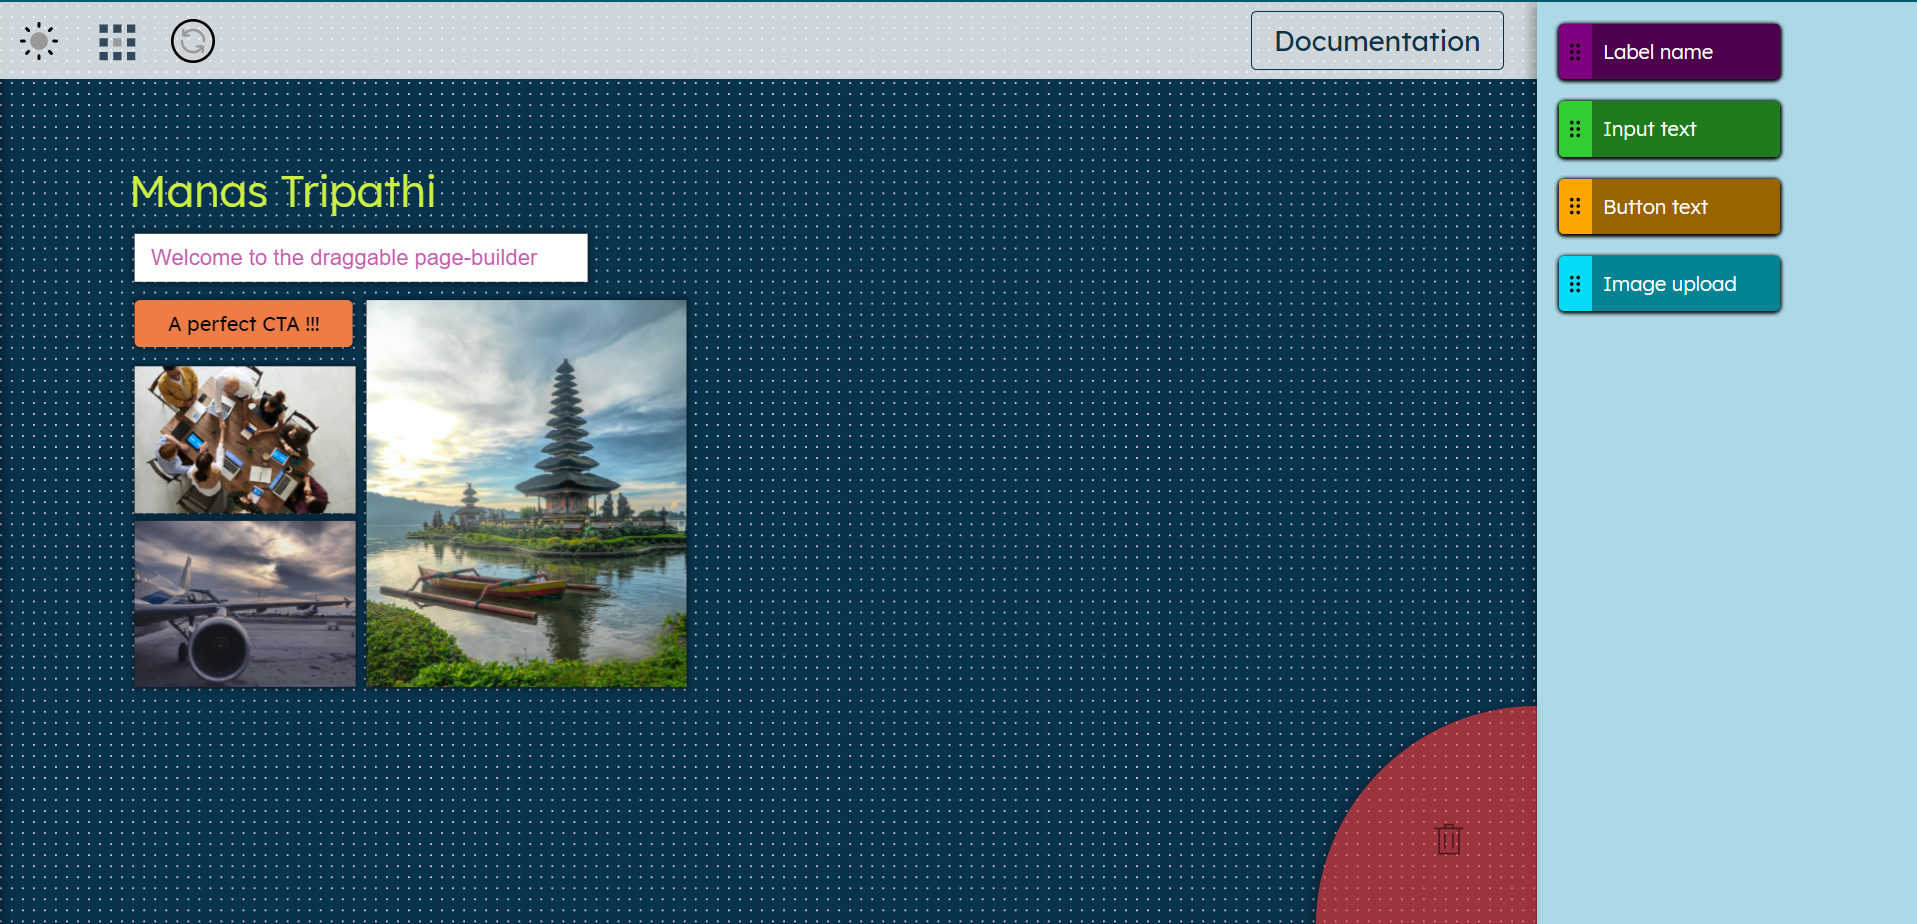 Documentation
Manas Tripathi
Welcome to the draggable page-builder
A perfect CTA !!!
Label name
Input text
Button text
Image upload